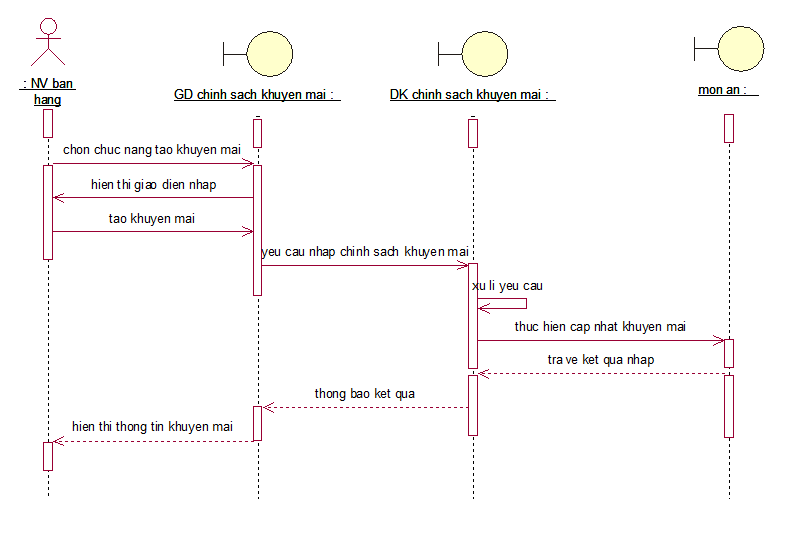 : NV ban
hang
GD chinh sach khuyen mai :
DK chinh sach khuyen mai :
mon an :
chon chuc nang tao khuyen mai
hien thi giao dien nhap
tao khuyen mai
yeu cau nhap chinh sach khuyen mai
xu li yeu cau
thuc hien cap nhat khuyen mai
tra ve ket qua nhap
thong bao ket qua
hien thi thong tin khuyen mai